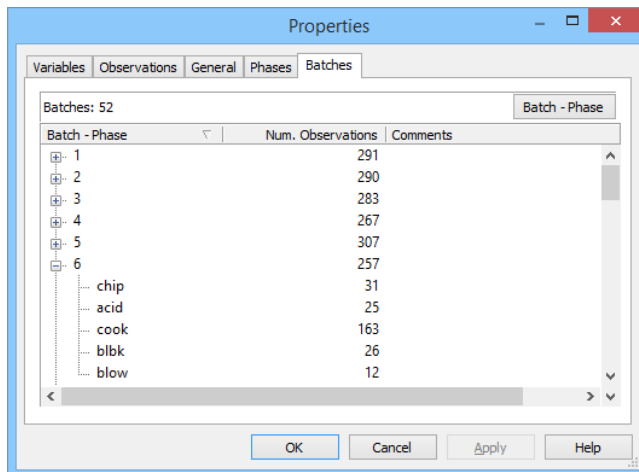 Properties
Variables Observations General Phases Batches
Batches: 52 Batch - Phase
Batch - Phase Num. Observations Comments
1 291
2 290
3 283
4 267
5 307
6 257
chip 31
acid 25
cook 163
blbk 26
blow 12
OK Cancel Apply Help